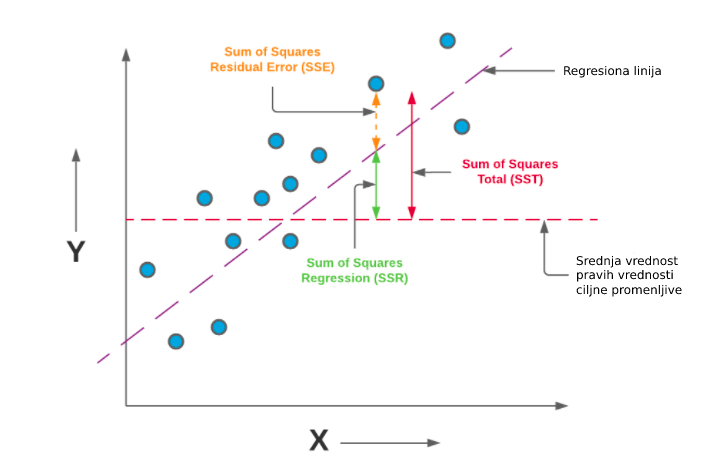 Sum of Squares
Residual Error (SSE)
Regresiona linija
Sum of Squares
Total (SST)
Y
Sum of Squares
Regression (SSR)
Srednja vrednost
pravih vrednosti
ciljne promenljive
X